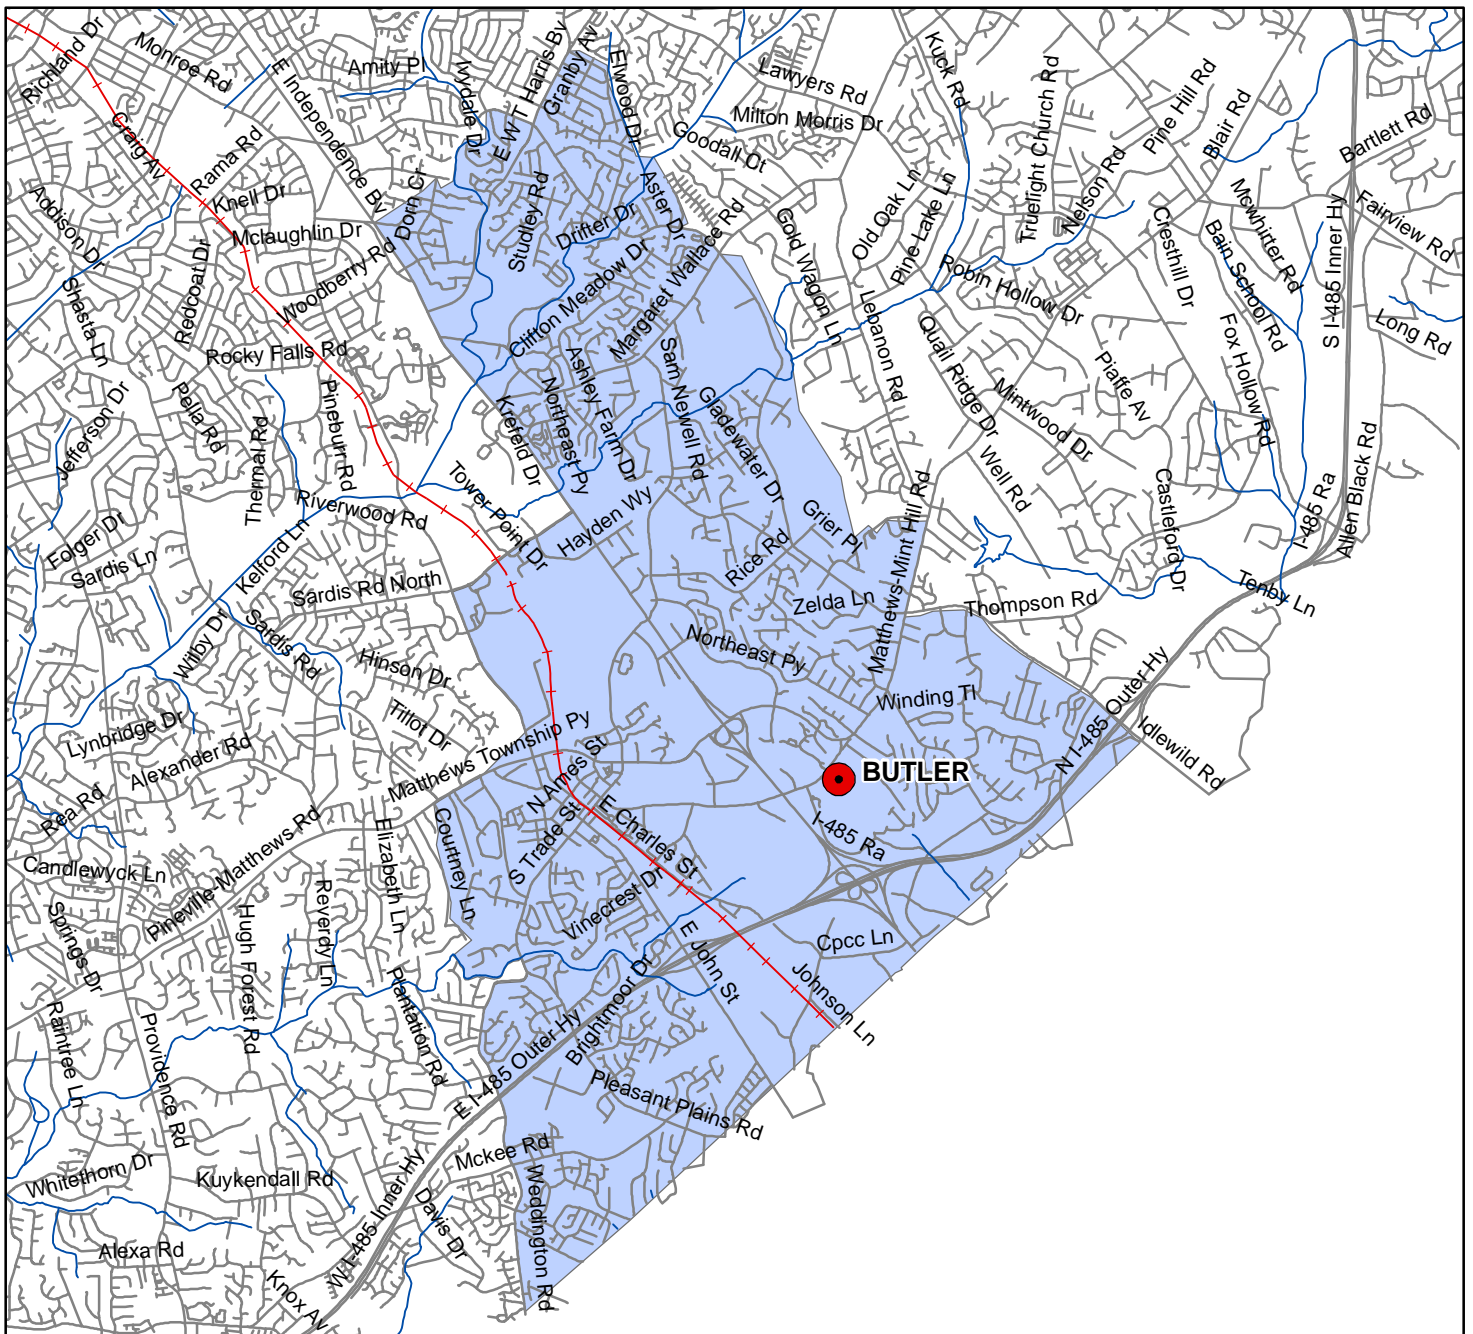 Richland Dr
Monroe Rd
E Independence Bv
Amity Pl
Ivydale Dr
E W T Harris By
Granby Av
Elwood Dr
Lawyers Rd
Milton Morris Dr
Goodall Ct
Kuck Rd
Truelight Church Rd
Pine Hill Rd
Blair Rd
Bartlett Rd
Craig Av
Rama Rd
Knell Dr
Mclaughlin Dr
Dorn Cr
Woodberry Rd
Studley Rd
Drifter Dr
Aster Dr
Clifton Meadow Dr
Margaret Wallace Rd
Gold Wagon Ln
Old Oak Ln
Pine Lake Ln
Nelson Rd
Robin Hollow Dr
Cresthill Dr
Mcwhirter Rd
Bain School Rd
S I-485 Inner Hy
Fairview Rd
Long Rd
Addison Dr
Shasta Ln
Redcoat Dr
Rocky Falls Rd
Pella Rd
Pineburr Rd
Thermal Rd
Jefferson Dr
Krefeld Dr
Northeast Py
Ashley Farm Dr
Sam Newell Rd
Gladewater Dr
Lebanon Rd
Quail Ridge Dr
Mintwood Dr
Plaffe Av
Fox Hollow Rd
Well Rd
Castleford Dr
I-485 Ra
Allen Black Rd
Folger Dr
Sardis Ln
Riverwood Rd
Kelford Ln
Tower Point Dr
Hayden Wy
Sardis Rd North
Grier Pl
Rice Rd
Zelda Ln
Matthews-Mint Hill Rd
Thompson Rd
Tenby Ln
Wilby Dr
Sardis Rd
Hinson Dr
Tillot Dr
Northeast Py
Winding Tl
N I-485 Outer Hy
Idlewild Rd
Lynbridge Dr
Alexander Rd
Rea Rd
Matthews Township Py
N Ames St
BUTLER
E Charles St
S Trade St
I-485 Ra
Candlewyck Ln
Pineville-Matthews Rd
Elizabeth Ln
Courtney Ln
Vinecrest Dr
Springs Dr
Hugh Forest Rd
Reverdy Ln
Plantation Rd
E John St
Cpcc Ln
Johnson Ln
Brightmoor Dr
E I-485 Outer Hy
Raintree Ln
Providence Rd
Pleasant Plains Rd
Mckee Rd
Whitethorn Dr
Kuykendall Rd
W I-485 Inner Hy
Davis Dr
Weddington Rd
Alexa Rd
Knox Av